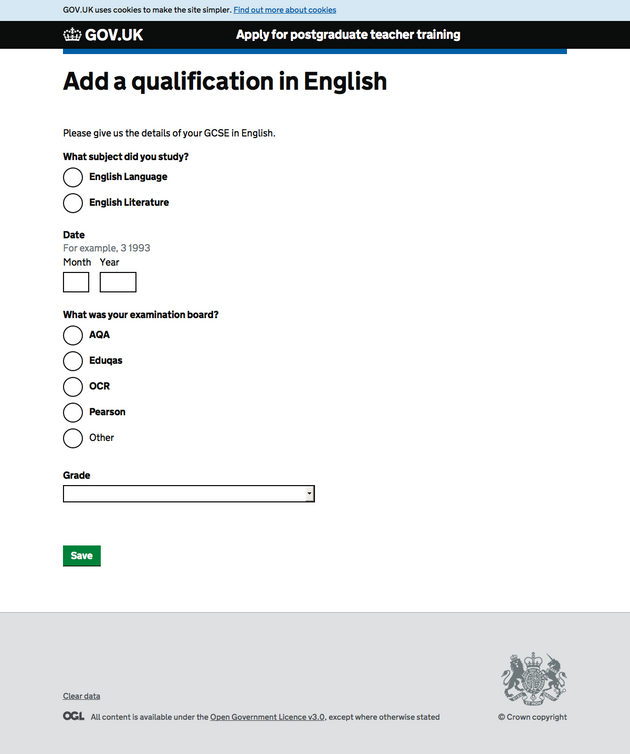 GOV.UK uses cookies to make the site simpler. Find out more about cookies
GOV.UK
Apply for postgraduate teacher training
Add a qualification in English
Please give us the details of your GCSE in English.
What subject did you study?
English Language
English Literature
Date
For example, 3 1993
Month Year
What was your examination board?
AQA
Eduqas
OCR
Pearson
Other
Grade
Save
Clear data
OGL All content is available under the Open Government Licence v3.0, except where otherwise stated
© Crown copyright